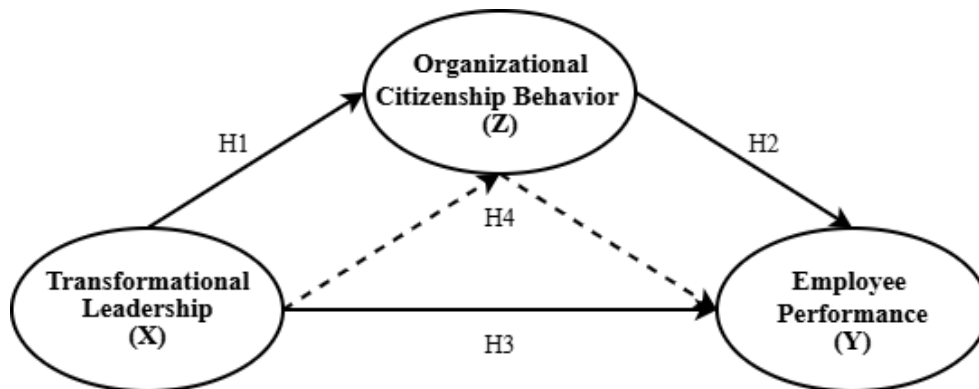 Organizational
Citizenship Behavior
(Z)
H1
H2
H4
Transformational
Leadership
(X)
Employee
Performance
(Y)
H3